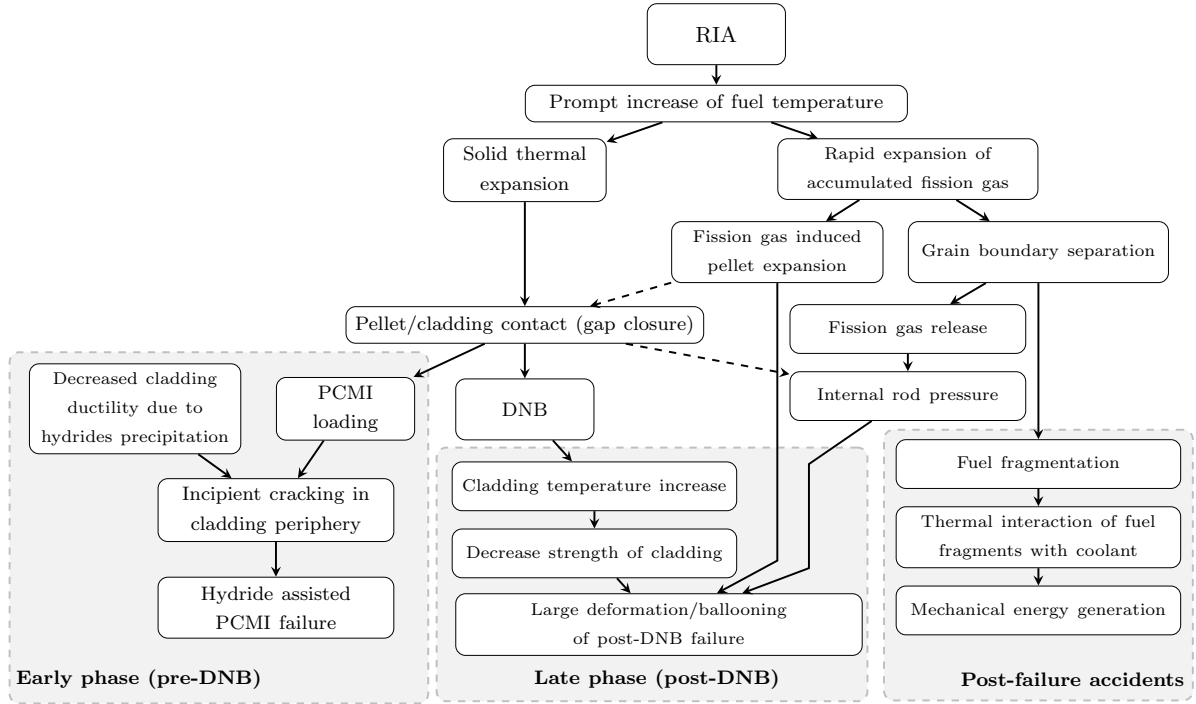 RIA
Prompt increase of fuel temperature
Solid thermal
expansion
Rapid expansion of
accumulated fission gas
Fission gas induced
pellet expansion
Grain boundary separation
Pellet/cladding contact (gap closure)
Fission gas release
Internal rod pressure
Decreased cladding
ductility due to
hydrides precipitation
PCMI
loading
DNB
Incipient cracking in
cladding periphery
Hydride assisted
PCMI failure
Early phase (pre-DNB)
Cladding temperature increase
Decrease strength of cladding
Large deformation/ballooning
of post-DNB failure
Late phase (post-DNB)
Fuel fragmentation
Thermal interaction of fuel
fragments with coolant
Mechanical energy generation
Post-failure accidents